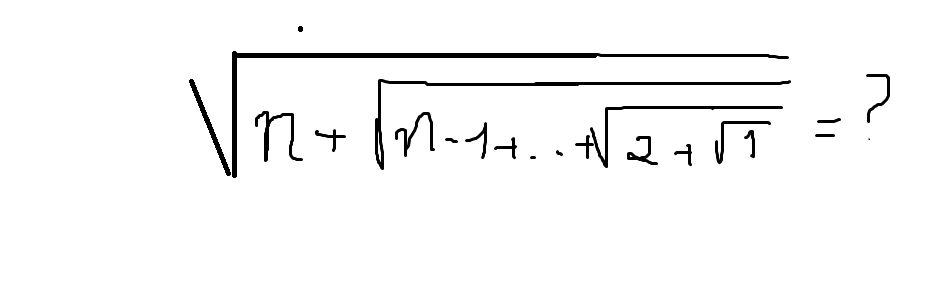 √(n + √(n-1 + ... + √(2 + √1))) = ?